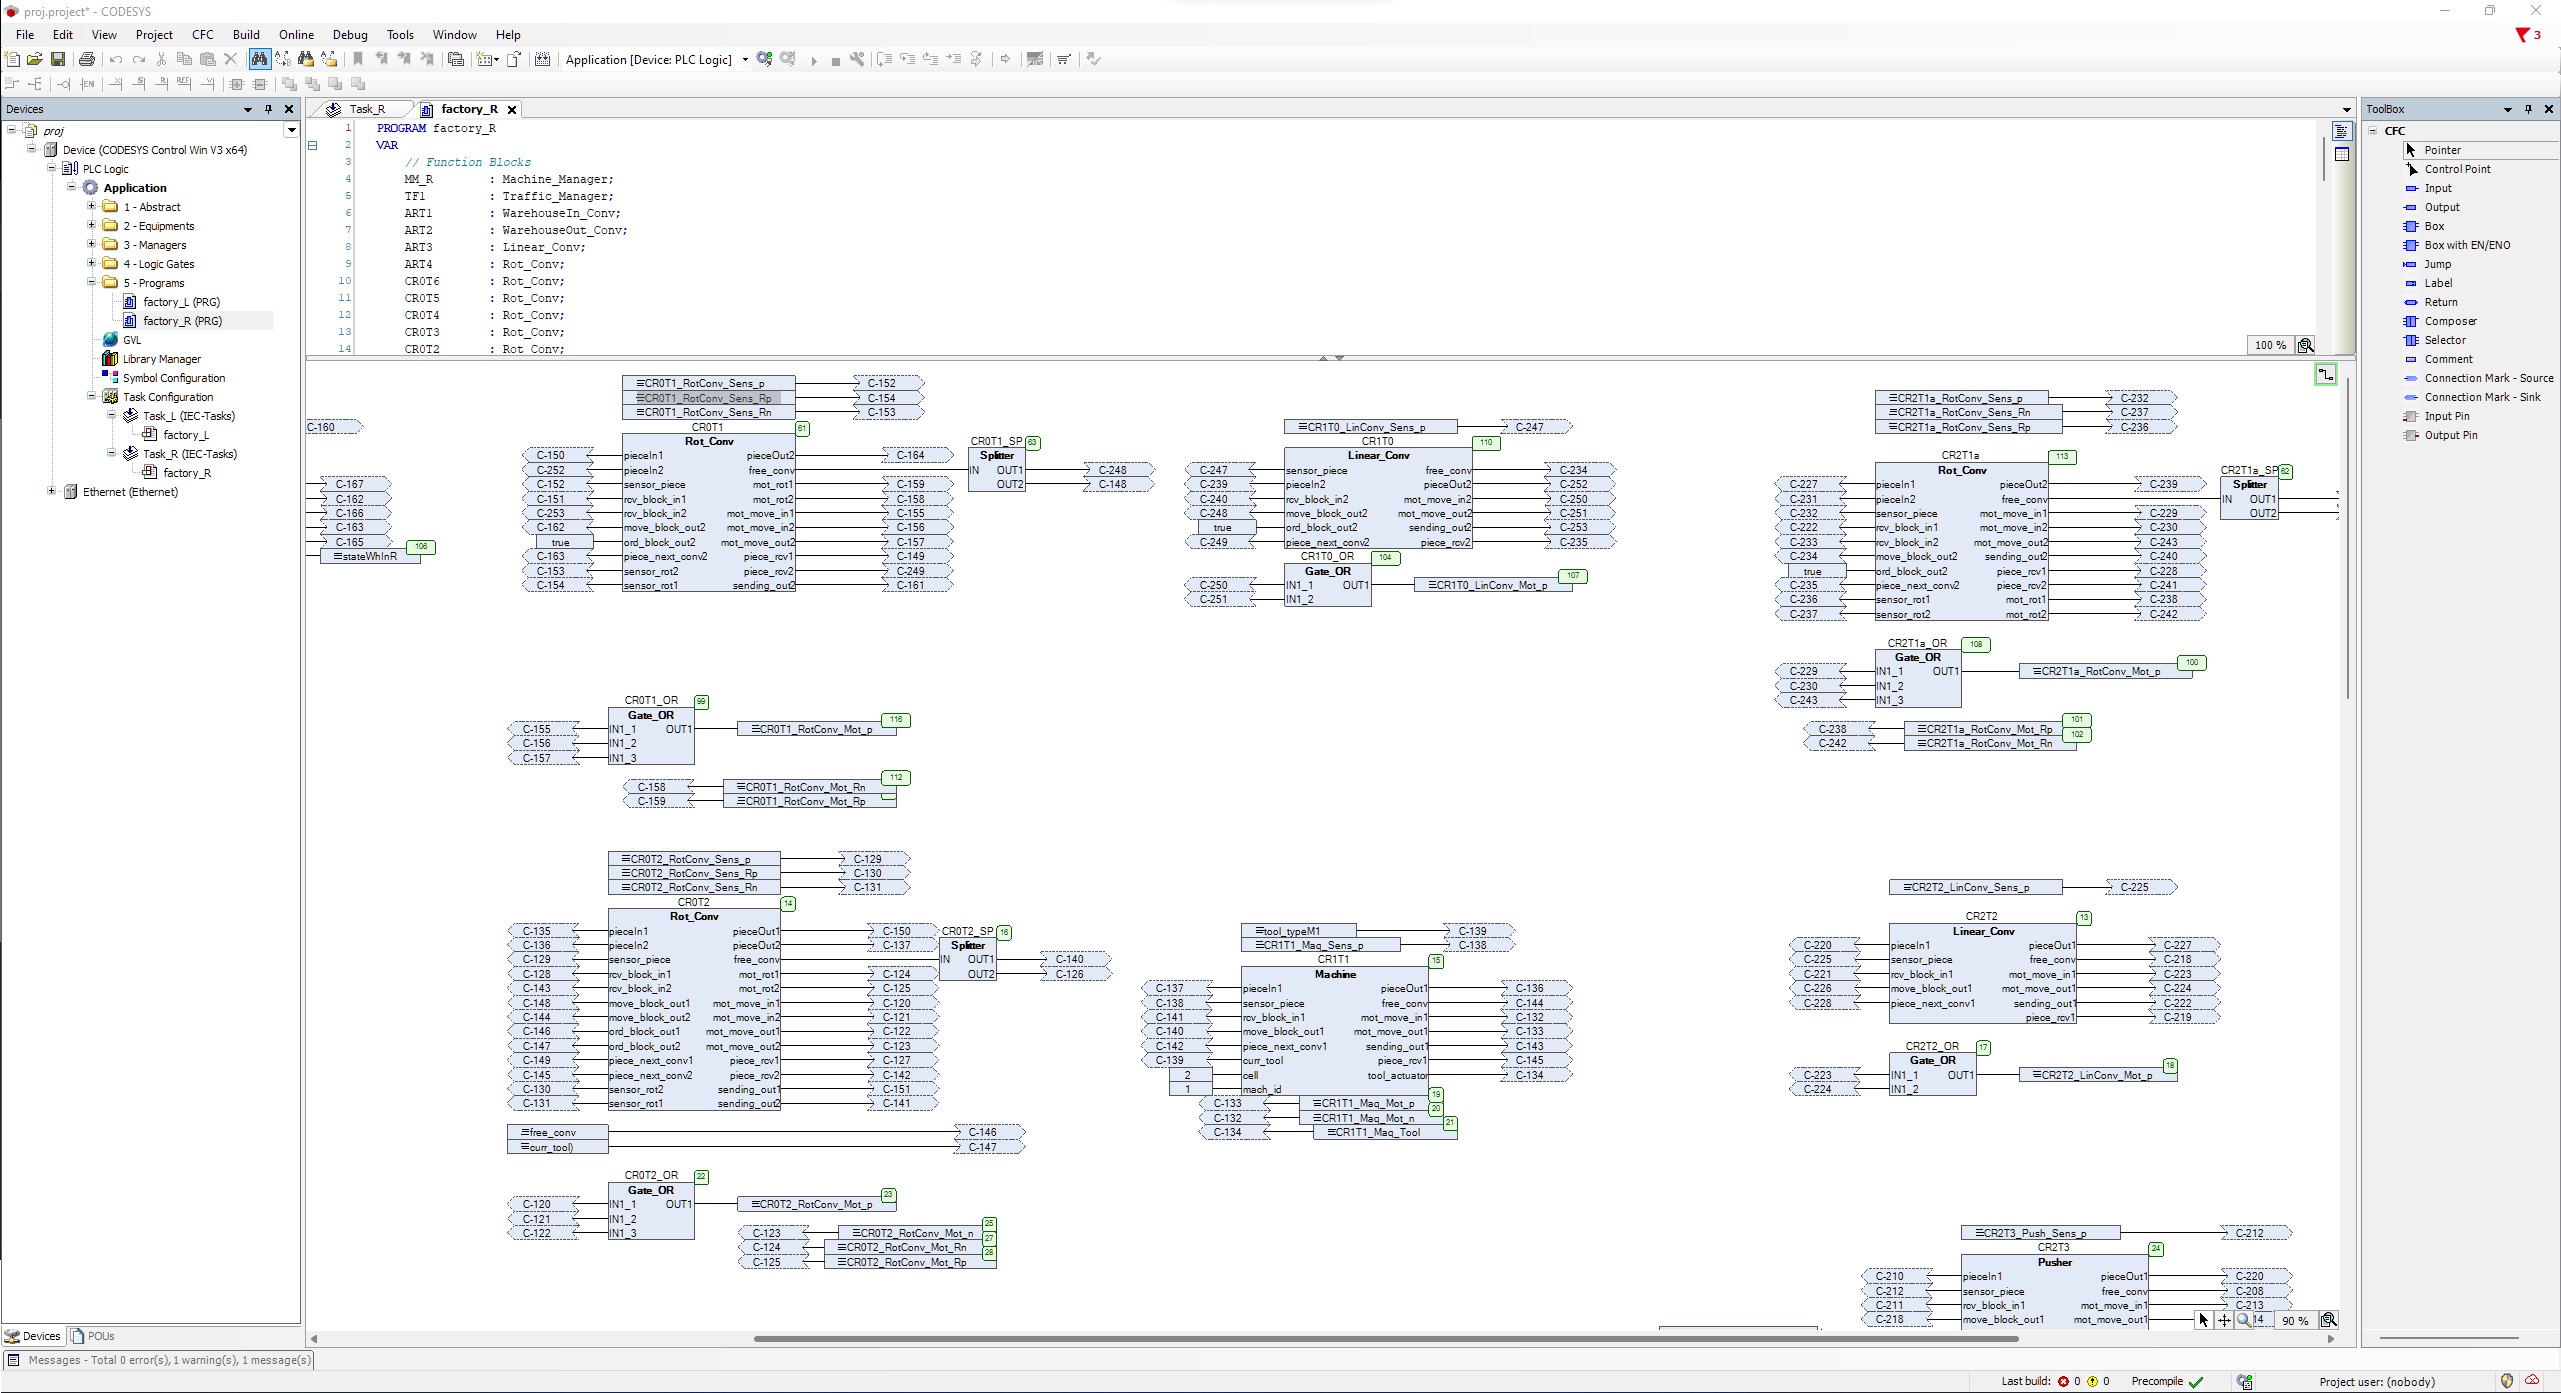 proj.project* - CODESYS
File Edit View Project CFC Build Online Debug Tools Window Help
3
Application [Device: PLC Logic]
Devices
proj
Device (CODESYS Control Win V3 x64)
PLC Logic
Application
1 - Abstract
2 - Equipments
3 - Managers
4 - Logic Gates
5 - Programs
factory_L (PRG)
factory_R (PRG)
GVL
Library Manager
Symbol Configuration
Task Configuration
Task_L (IEC-Tasks)
factory_L
Task_R (IEC-Tasks)
factory_R
Ethernet (Ethernet)
Devices POUs
Task_R factory_R
1 PROGRAM factory_R
2 VAR
3 // Function Blocks
4 MM_R : Machine_Manager;
5 TF1 : Traffic_Manager;
6 ART1 : WarehouseIn_Conv;
7 ART2 : WarehouseOut_Conv;
8 ART3 : Linear_Conv;
9 ART4 : Rot_Conv;
10 CR0T6 : Rot_Conv;
11 CR0T5 : Rot_Conv;
12 CR0T4 : Rot_Conv;
13 CR0T3 : Rot_Conv;
14 CR0T2 : Rot_Conv;
100 %
C-160
C-167
C-162
C-166
C-163
C-165
stateWhInR 106
CR0T1_RotConv_Sens_p C-152
CR0T1_RotConv_Sens_Rp C-154
CR0T1_RotConv_Sens_Rn C-153
CR0T1 61
Rot_Conv
C-150 pieceIn1 pieceOut2 C-164
C-252 pieceIn2 free_conv
C-152 sensor_piece mot_rot1 C-159
C-151 rcv_block_in1 mot_rot2 C-158
C-253 rcv_block_in2 mot_move_in1 C-155
C-162 move_block_out2 mot_move_in2 C-156
true ord_block_out2 mot_move_out2 C-157
C-163 piece_next_conv2 piece_rcv1 C-149
C-153 sensor_rot2 piece_rcv2 C-249
C-154 sensor_rot1 sending_out2 C-161
CR0T1_SP 63
Splitter
IN OUT1 C-248
OUT2 C-148
CR1T0_LinConv_Sens_p C-247
CR1T0 110
Linear_Conv
C-247 sensor_piece free_conv C-234
C-239 pieceIn2 pieceOut2 C-252
C-240 rcv_block_in2 mot_move_in2 C-250
C-248 move_block_out2 mot_move_out2 C-251
true ord_block_out2 sending_out2 C-253
C-249 piece_next_conv2 piece_rcv2 C-235
CR1T0_OR 104
Gate_OR
C-250 IN1_1 OUT1 CR1T0_LinConv_Mot_p 107
C-251 IN1_2
CR2T1a_RotConv_Sens_p C-232
CR2T1a_RotConv_Sens_Rn C-237
CR2T1a_RotConv_Sens_Rp C-236
CR2T1a 113
Rot_Conv
C-227 pieceIn1 pieceOut2 C-239
C-231 pieceIn2 free_conv
C-232 sensor_piece mot_move_in1 C-229
C-222 rcv_block_in1 mot_move_in2 C-230
C-233 rcv_block_in2 mot_move_out2 C-243
C-234 move_block_out2 sending_out2 C-240
true ord_block_out2 piece_rcv1 C-228
C-235 piece_next_conv2 piece_rcv2 C-241
C-236 sensor_rot1 mot_rot1 C-238
C-237 sensor_rot2 mot_rot2 C-242
CR2T1a_SP 62
Splitter
IN OUT1
OUT2
CR2T1a_OR 108
Gate_OR
C-229 IN1_1 OUT1 CR2T1a_RotConv_Mot_p 100
C-230 IN1_2
C-243 IN1_3
C-238 CR2T1a_RotConv_Mot_Rp 101
C-242 CR2T1a_RotConv_Mot_Rn 102
CR0T1_OR 99
Gate_OR
C-155 IN1_1 OUT1 CR0T1_RotConv_Mot_p 116
C-156 IN1_2
C-157 IN1_3
C-158 CR0T1_RotConv_Mot_Rn 112
C-159 CR0T1_RotConv_Mot_Rp
CR0T2_RotConv_Sens_p C-129
CR0T2_RotConv_Sens_Rp C-130
CR0T2_RotConv_Sens_Rn C-131
CR0T2 14
Rot_Conv
C-135 pieceIn1 pieceOut1 C-150
C-136 pieceIn2 pieceOut2 C-137
C-129 sensor_piece free_conv
C-128 rcv_block_in1 mot_rot1 C-124
C-143 rcv_block_in2 mot_rot2 C-125
C-148 move_block_out1 mot_move_in1 C-120
C-144 move_block_out2 mot_move_in2 C-121
C-146 ord_block_out1 mot_move_out1 C-122
C-147 ord_block_out2 mot_move_out2 C-123
C-149 piece_next_conv1 piece_rcv1 C-127
C-145 piece_next_conv2 piece_rcv2 C-142
C-130 sensor_rot2 sending_out1 C-151
C-131 sensor_rot1 sending_out2 C-141
CR0T2_SP 16
Splitter
IN OUT1 C-140
OUT2 C-126
free_conv C-146
curr_tool) C-147
CR0T2_OR 22
Gate_OR
C-120 IN1_1 OUT1 CR0T2_RotConv_Mot_p 23
C-121 IN1_2
C-122 IN1_3
C-123 CR0T2_RotConv_Mot_n 25
C-124 CR0T2_RotConv_Mot_Rn 27
C-125 CR0T2_RotConv_Mot_Rp 28
tool_typeM1 C-139
CR1T1_Maq_Sens_p C-138
CR1T1 15
Machine
C-137 pieceIn1 pieceOut1 C-136
C-138 sensor_piece free_conv C-144
C-141 rcv_block_in1 mot_move_in1 C-132
C-140 move_block_out1 mot_move_out1 C-133
C-142 piece_next_conv1 sending_out1 C-143
C-139 curr_tool piece_rcv1 C-145
2 cell tool_actuator C-134
1 mach_id
C-133 CR1T1_Maq_Mot_p 19
C-132 CR1T1_Maq_Mot_n 20
C-134 CR1T1_Maq_Tool 21
CR2T2_LinConv_Sens_p C-225
CR2T2 13
Linear_Conv
C-220 pieceIn1 pieceOut1 C-227
C-225 sensor_piece free_conv C-218
C-221 rcv_block_in1 mot_move_in1 C-223
C-226 move_block_out1 mot_move_out1 C-224
C-228 piece_next_conv1 sending_out1 C-222
piece_rcv1 C-219
CR2T2_OR 17
Gate_OR
C-223 IN1_1 OUT1 CR2T2_LinConv_Mot_p 18
C-224 IN1_2
CR2T3_Push_Sens_p C-212
CR2T3 24
Pusher
C-210 pieceIn1 pieceOut1 C-220
C-212 sensor_piece free_conv C-208
C-211 rcv_block_in1 mot_move_in1 C-213
C-218 move_block_out1 mot_move_out1 14
90 %
ToolBox
CFC
Pointer
Control Point
Input
Output
Box
Box with EN/ENO
Jump
Label
Return
Composer
Selector
Comment
Connection Mark - Source
Connection Mark - Sink
Input Pin
Output Pin
Messages - Total 0 error(s), 1 warning(s), 1 message(s)
Last build: 0 0 Precompile Project user: (nobody)